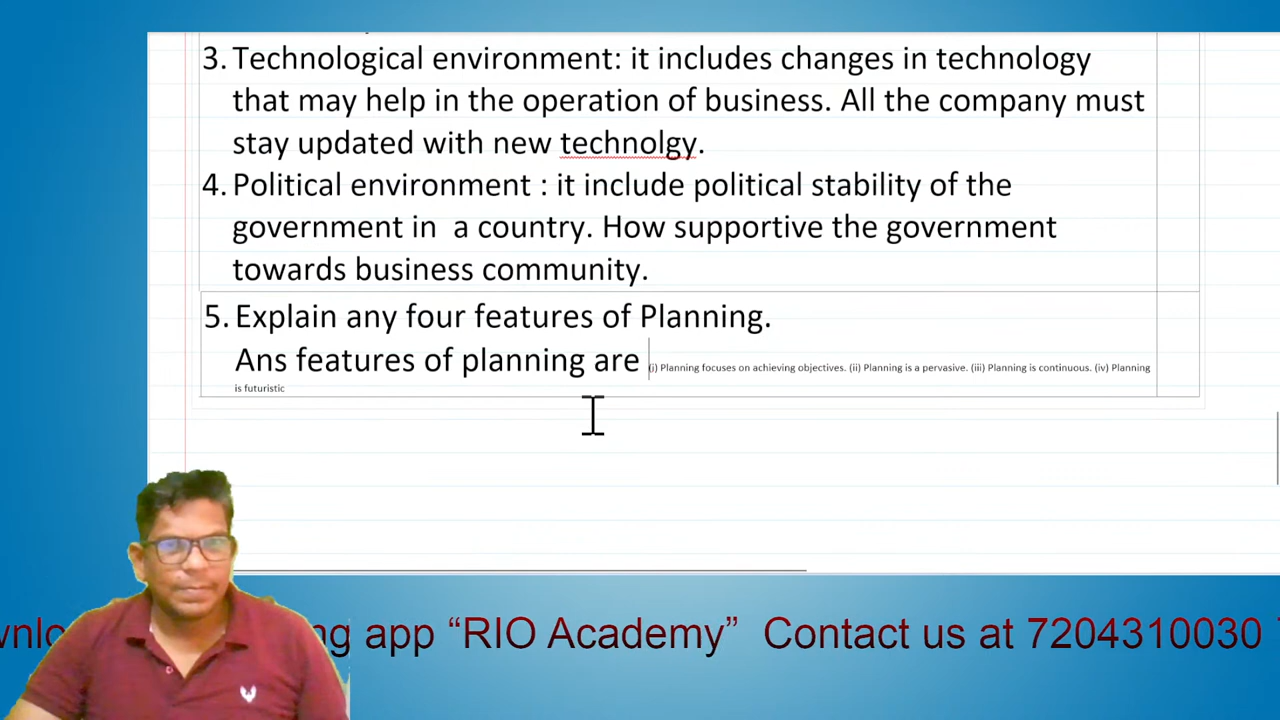 3. Technological environment: it includes changes in technology
that may help in the operation of business. All the company must
stay updated with new technolgy.
4. Political environment : it include political stability of the
government in a country. How supportive the government
towards business community.
5. Explain any four features of Planning.
Ans features of planning are (i) Planning focuses on achieving objectives. (ii) Planning is a pervasive. (iii) Planning is continuous. (iv) Planning
is futuristic
ng app “RIO Academy” Contact us at 7204310030